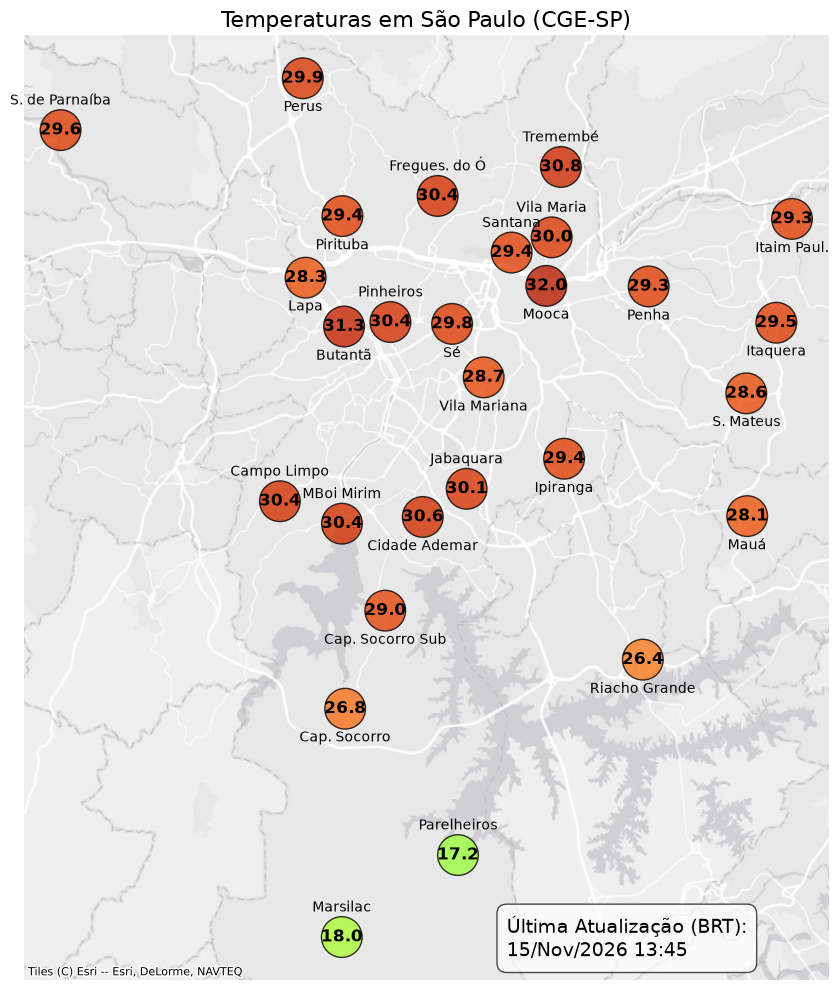 Temperaturas em São Paulo (CGE-SP)
29.9
Perus
S. de Parnaíba
29.6
Tremembé
30.8
Fregues. do Ó
30.4
29.4
Pirituba
Vila Maria
30.0
Santana
29.4
29.3
Itaim Paul.
28.3
Lapa
32.0
Mooca
29.3
Penha
Pinheiros
30.4
31.3
Butantã
29.8
Sé
29.5
Itaquera
28.7
Vila Mariana
28.6
S. Mateus
29.4
Ipiranga
Jabaquara
30.1
Campo Limpo
30.4
MBoi Mirim
30.4
30.6
Cidade Ademar
28.1
Mauá
29.0
Cap. Socorro Sub
26.4
Riacho Grande
26.8
Cap. Socorro
Parelheiros
17.2
Marsilac
18.0
Última Atualização (BRT):
15/Nov/2026 13:45
Tiles (C) Esri -- Esri, DeLorme, NAVTEQ